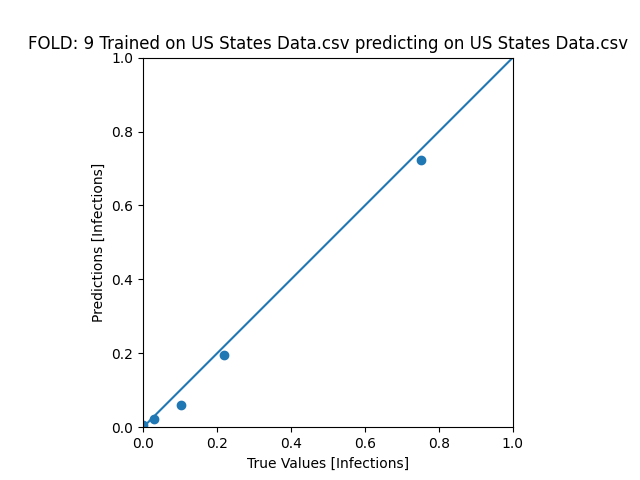 FOLD: 9 Trained on US States Data.csv predicting on US States Data.csv
1.0
0.8
0.6
0.4
0.2
0.0
Predictions [Infections]
0.0 0.2 0.4 0.6 0.8 1.0
True Values [Infections]